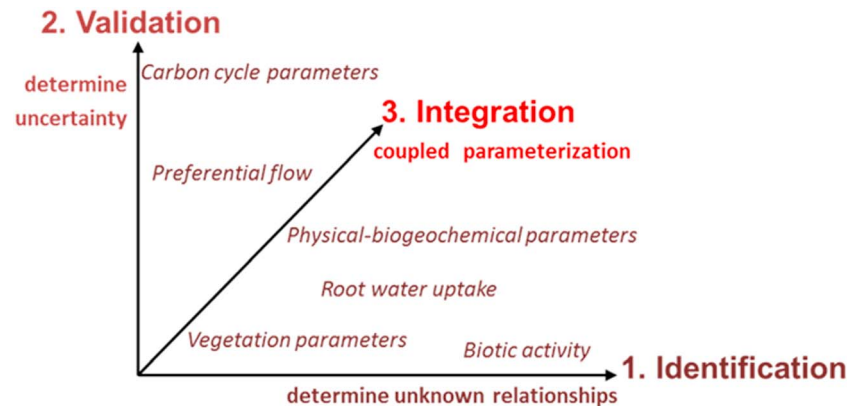 2. Validation
determine
uncertainty
Carbon cycle parameters
3. Integration
coupled parameterization
Preferential flow
Physical-biogeochemical parameters
Root water uptake
Vegetation parameters
Biotic activity
1. Identification
determine unknown relationships